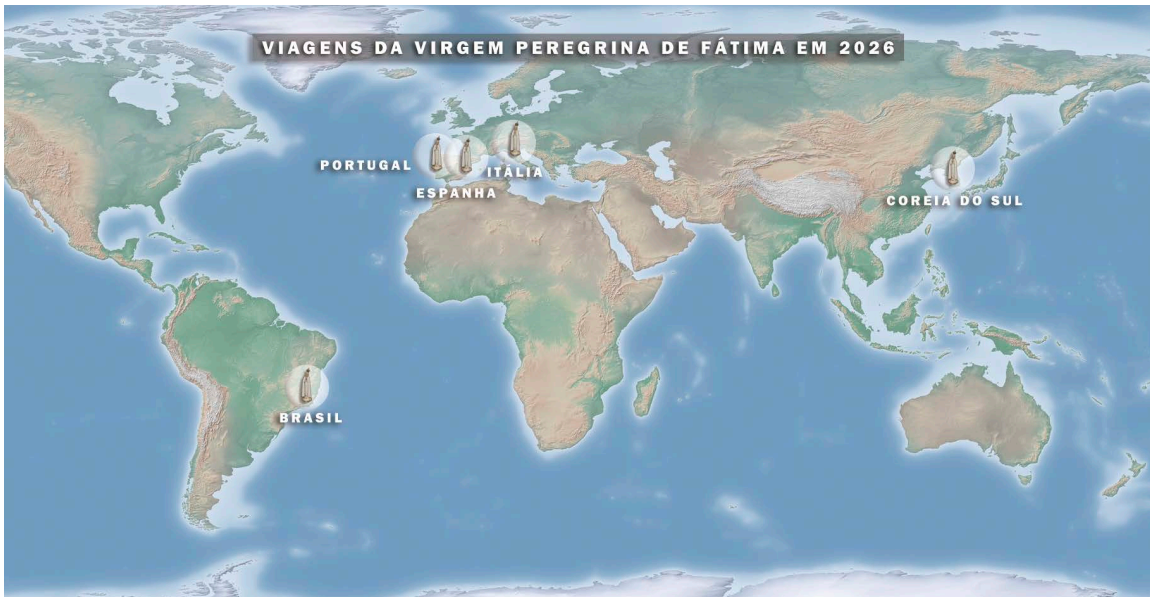 VIAGENS DA VIRGEM PEREGRINA DE FÁTIMA EM 2026
PORTUGAL
ITÁLIA
ESPANHA
COREIA DO SUL
BRASIL